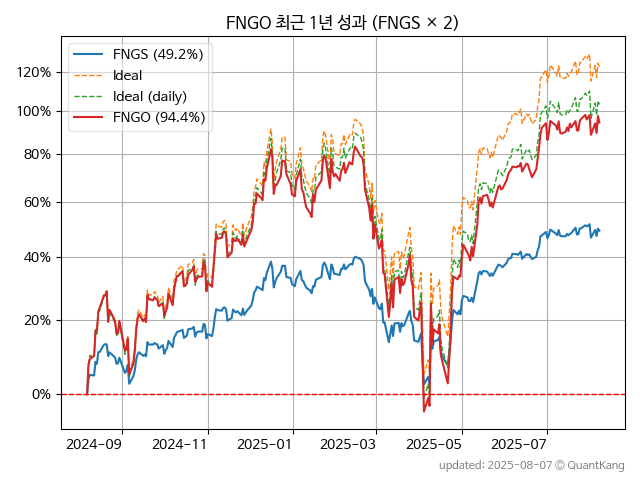 FNGO 최근 1년 성과 (FNGS × 2)
FNGS (49.2%)
Ideal
Ideal (daily)
FNGO (94.4%)
120%
100%
80%
60%
40%
20%
0%
2024-09
2024-11
2025-01
2025-03
2025-05
2025-07
updated: 2025-08-07 © QuantKang